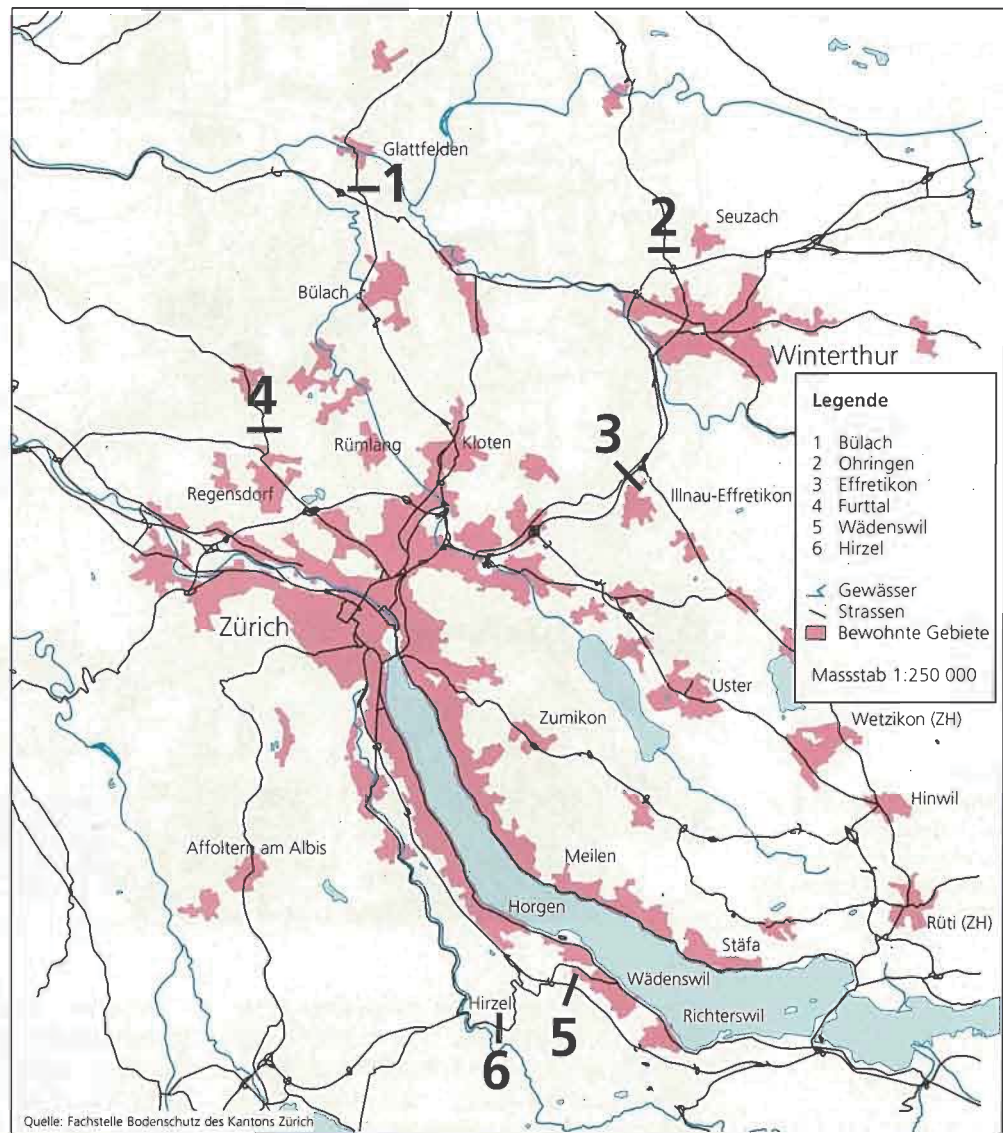 Glattfelden
1
2
Seuzach
Bülach
Winterthur
4
3
Rümlang
Kloten
Regensdorf
Illnau-Effretikon
Legende
1 Bülach
2 Ohringen
3 Effretikon
4 Furttal
5 Wädenswil
6 Hirzel
Gewässer
Strassen
Bewohnte Gebiete
Massstab 1:250 000
Zürich
Uster
Zumikon
Wetzikon (ZH)
Hinwil
Affoltern am Albis
Meilen
Horgen
Rüti (ZH)
Stäfa
Wädenswil
Hirzel
Richterswil
5
6
Quelle: Fachstelle Bodenschutz des Kantons Zürich